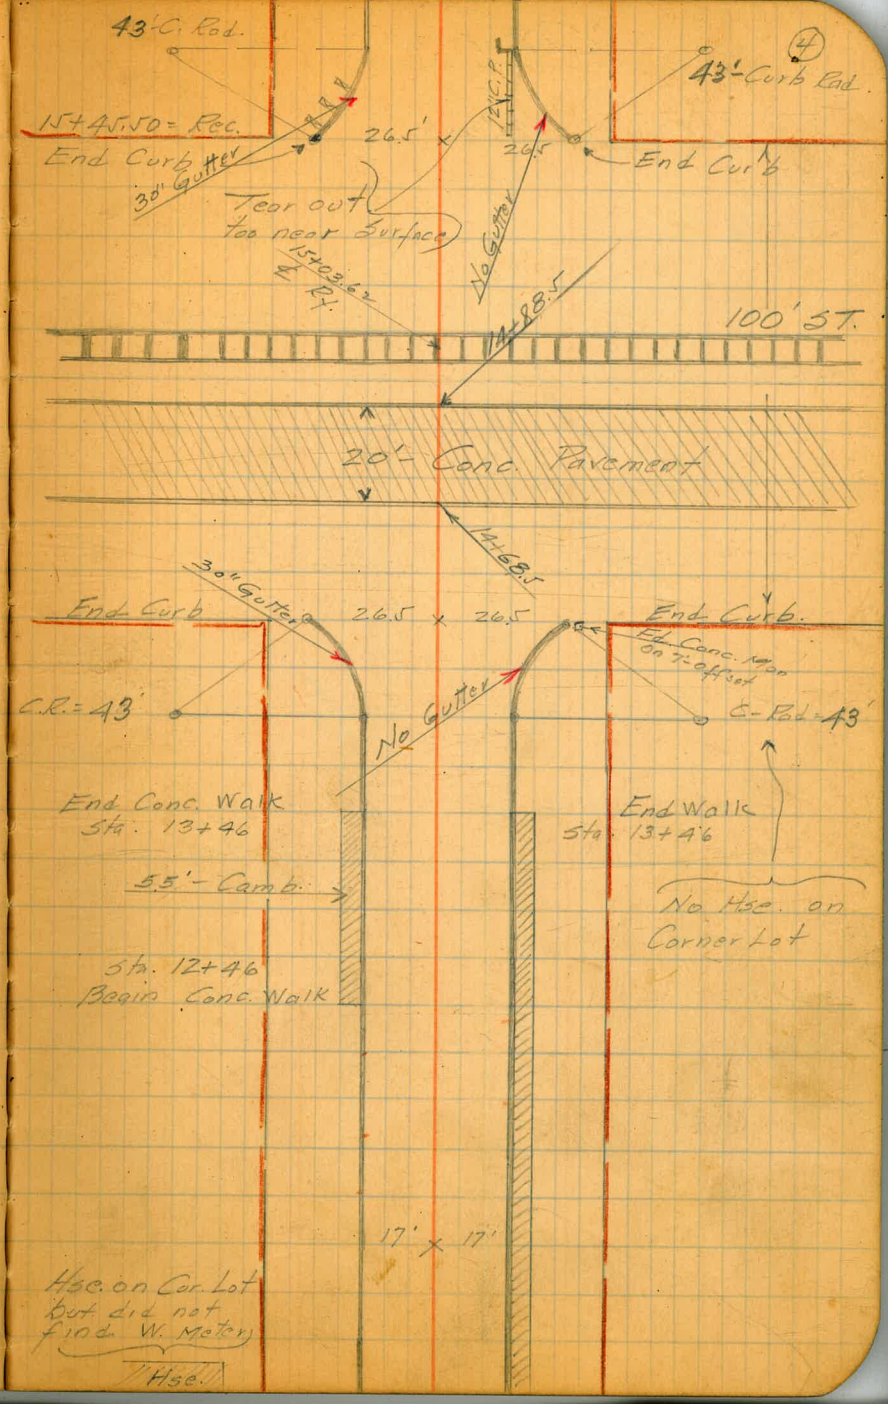 4
43'-C. Rad.
43'-Curb Rad.
12" C.P.
15+45.50 = Rec.
End Curb
30" Gutter
26.5' × 26.5
End Curb
Tear out
too near Surface
No Gutter
15+03.62
Rt.
14+88.5
100' ST.
20'- Conc. Pavement
14+68.5
30" Gutter
End Curb
26.5 × 26.5
End Curb.
Fd Conc. Mon
on 7' offset
C.R. = 43'
No Gutter
C-Rad = 43'
End Conc. Walk
Sta. 13+46
End Walk
Sta. 13+46
5.5'- Comb.
No Hse. on
Corner Lot
Sta. 12+46
Begin Conc. Walk
17' × 17'
Hse. on Cor. Lot
but did not
find W. Meter
Hse.